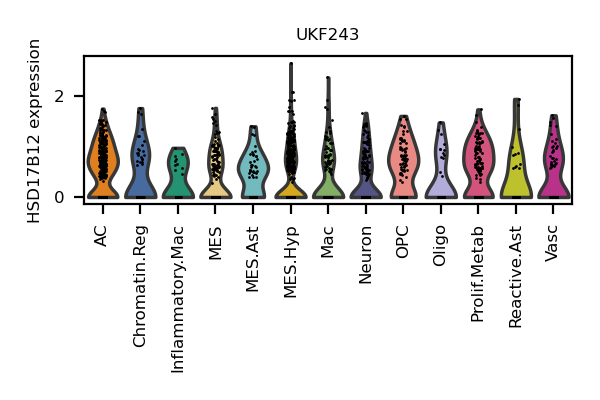 UKF243
HSD17B12 expression
2
0
AC
Chromatin.Reg
Inflammatory.Mac
MES
MES.Ast
MES.Hyp
Mac
Neuron
OPC
Oligo
Prolif.Metab
Reactive.Ast
Vasc